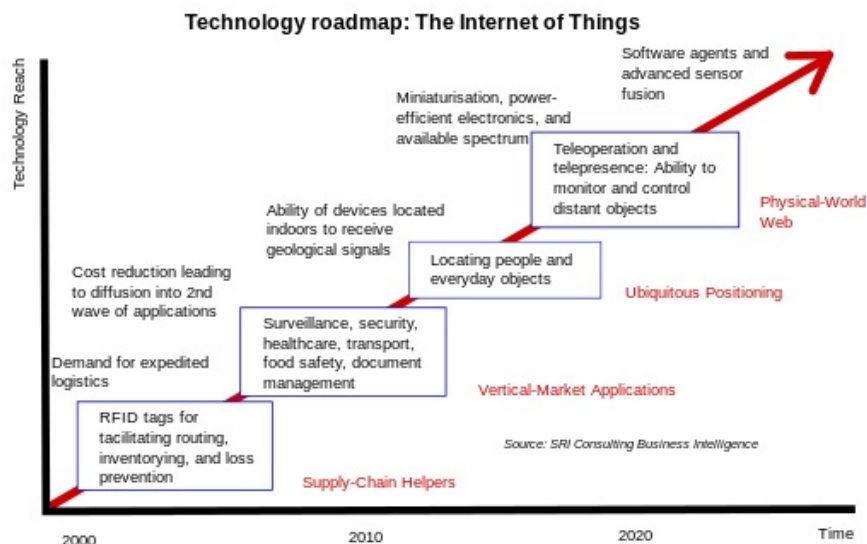 Technology roadmap: The Internet of Things
Technology Reach
Software agents and
advanced sensor
fusion
Miniaturisation, power-
efficient electronics, and
available spectrum
Teleoperation and
telepresence: Ability to
monitor and control
distant objects
Physical-World
Web
Ability of devices located
indoors to receive
geological signals
Locating people and
everyday objects
Ubiquitous Positioning
Cost reduction leading
to diffusion into 2nd
wave of applications
Surveillance, security,
healthcare, transport,
food safety, document
management
Vertical-Market Applications
Demand for expedited
logistics
RFID tags for
tacilitating routing,
inventorying, and loss
prevention
Supply-Chain Helpers
Source: SRI Consulting Business Intelligence
2000
2010
2020
Time